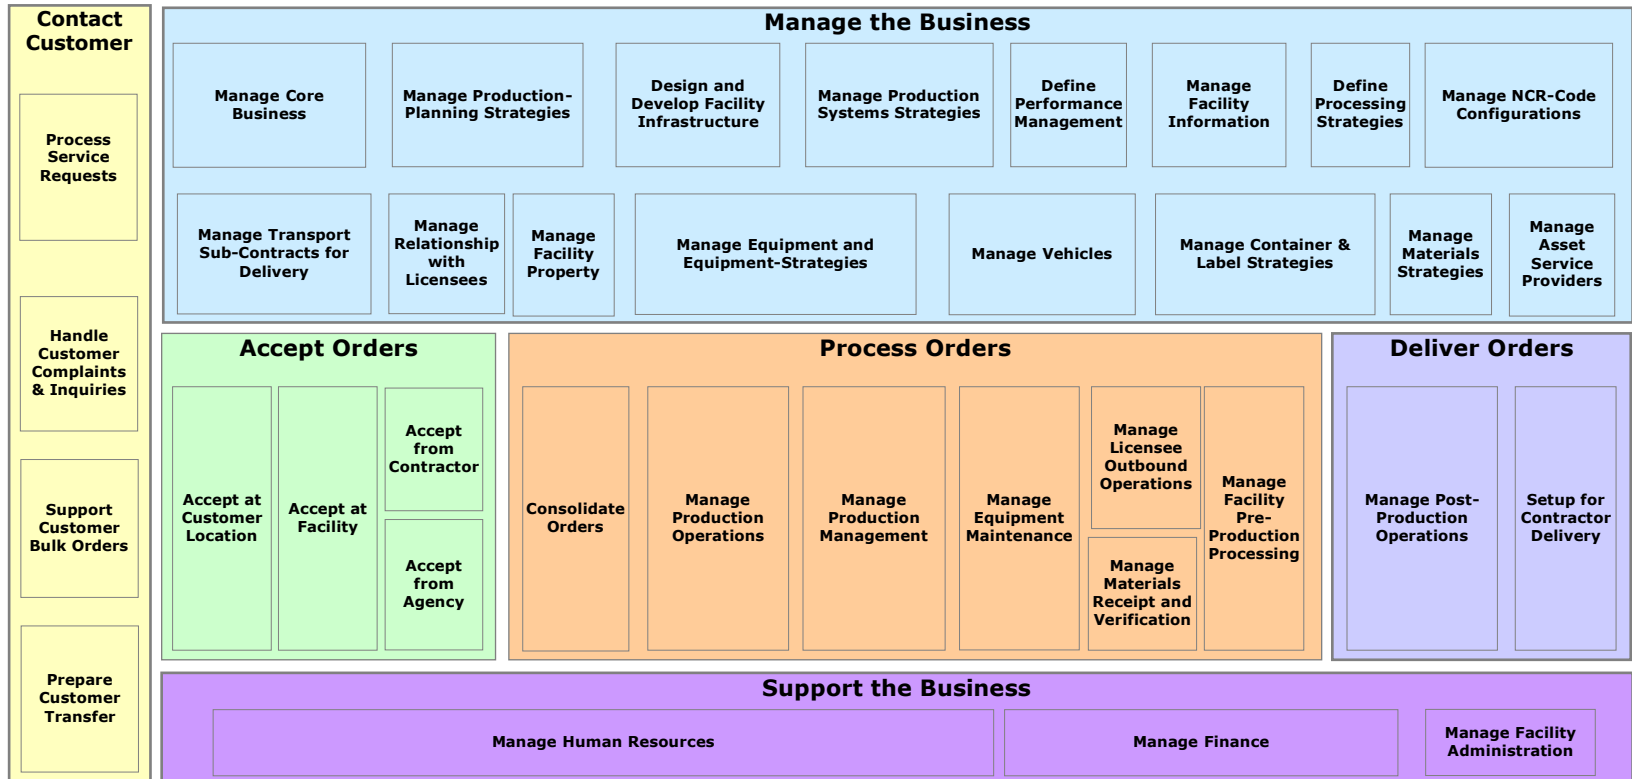 Contact
Customer
Process
Service
Requests
Handle
Customer
Complaints
& Inquiries
Support
Customer
Bulk Orders
Prepare
Customer
Transfer
Manage the Business
Manage Core
Business
Manage Production-
Planning Strategies
Design and
Develop Facility
Infrastructure
Manage Production
Systems Strategies
Define
Performance
Management
Manage
Facility
Information
Define
Processing
Strategies
Manage NCR-Code
Configurations
Manage Transport
Sub-Contracts for
Delivery
Manage
Relationship
with
Licensees
Manage
Facility
Property
Manage Equipment and
Equipment-Strategies
Manage Vehicles
Manage Container &
Label Strategies
Manage
Materials
Strategies
Manage
Asset
Service
Providers
Accept Orders
Accept at
Customer
Location
Accept at
Facility
Accept
from
Contractor
Accept
from
Agency
Process Orders
Consolidate
Orders
Manage
Production
Operations
Manage
Production
Management
Manage
Equipment
Maintenance
Manage
Licensee
Outbound
Operations
Manage
Materials
Receipt and
Verification
Manage
Facility
Pre-
Production
Processing
Deliver Orders
Manage Post-
Production
Operations
Setup for
Contractor
Delivery
Support the Business
Manage Human Resources
Manage Finance
Manage Facility
Administration